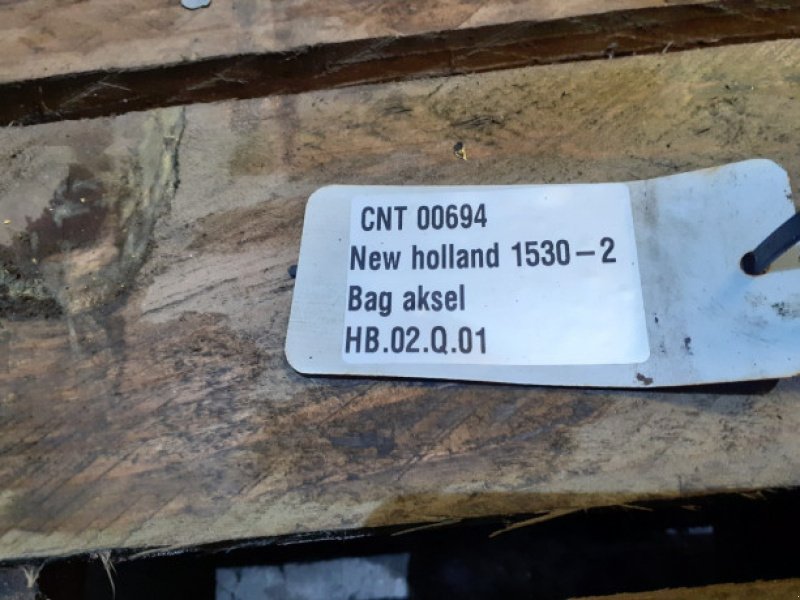 CNT 00694
New holland 1530-2
Bag aksel
HB.02.Q.01